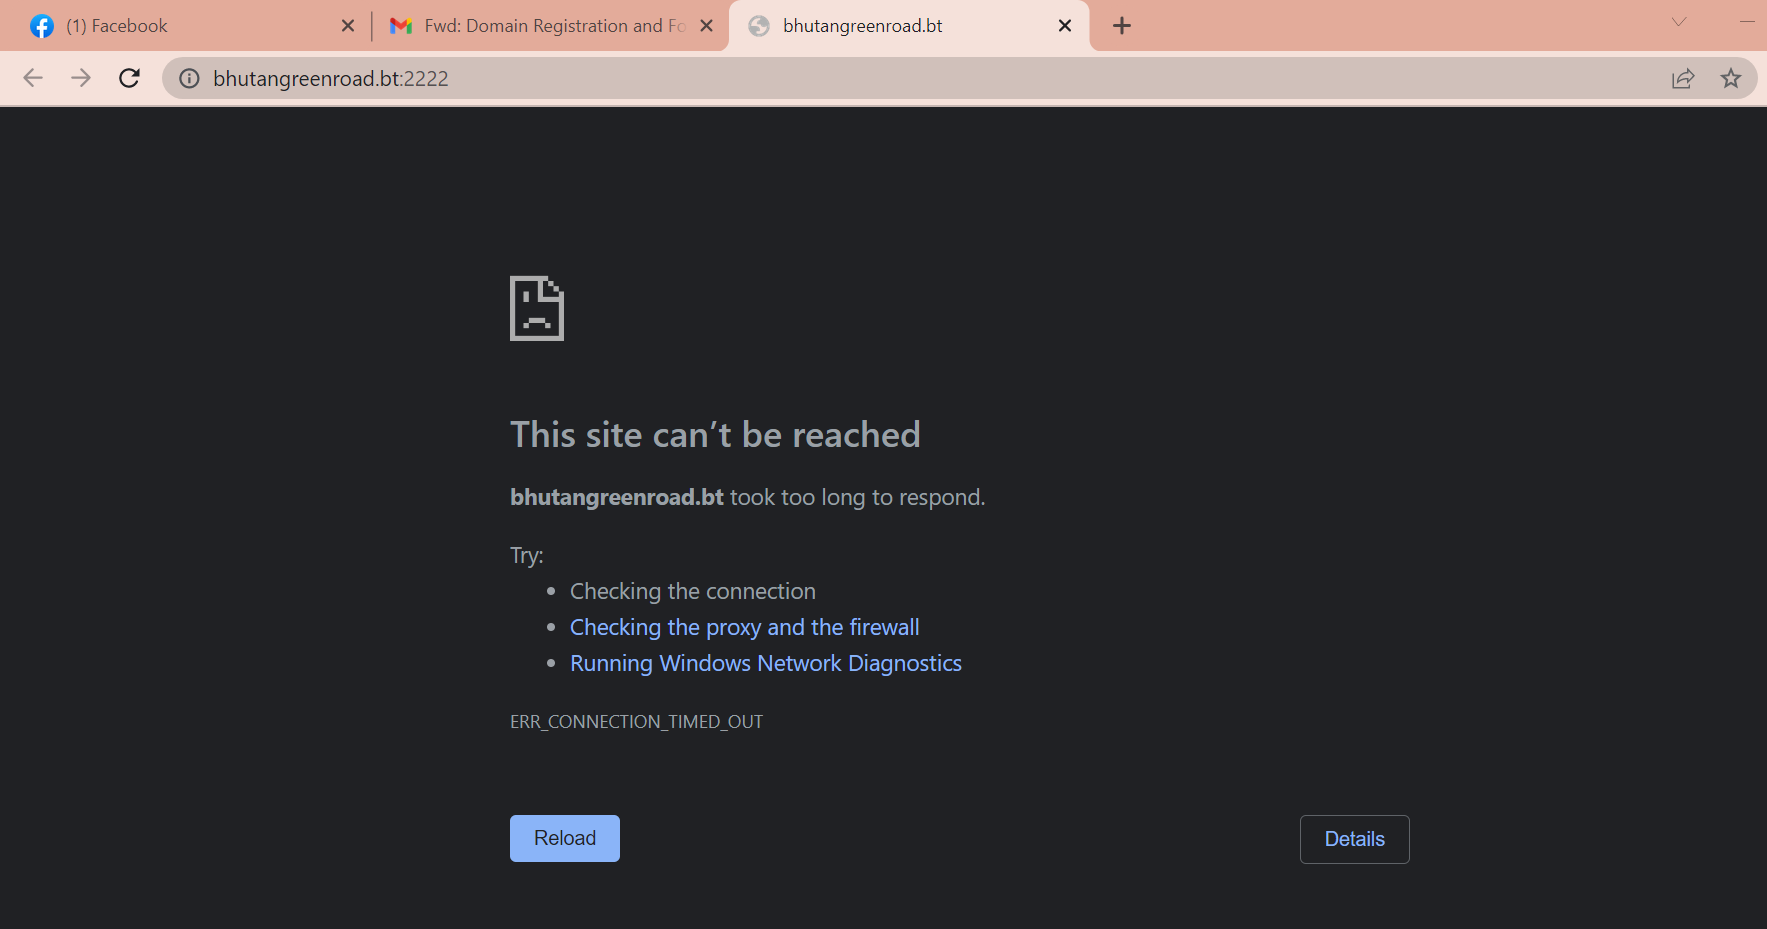 (1) Facebook
Fwd: Domain Registration and Fo
bhutangreenroad.bt
bhutangreenroad.bt:2222
This site can’t be reached
bhutangreenroad.bt took too long to respond.
Try:
Checking the connection
Checking the proxy and the firewall
Running Windows Network Diagnostics
ERR_CONNECTION_TIMED_OUT
Reload
Details